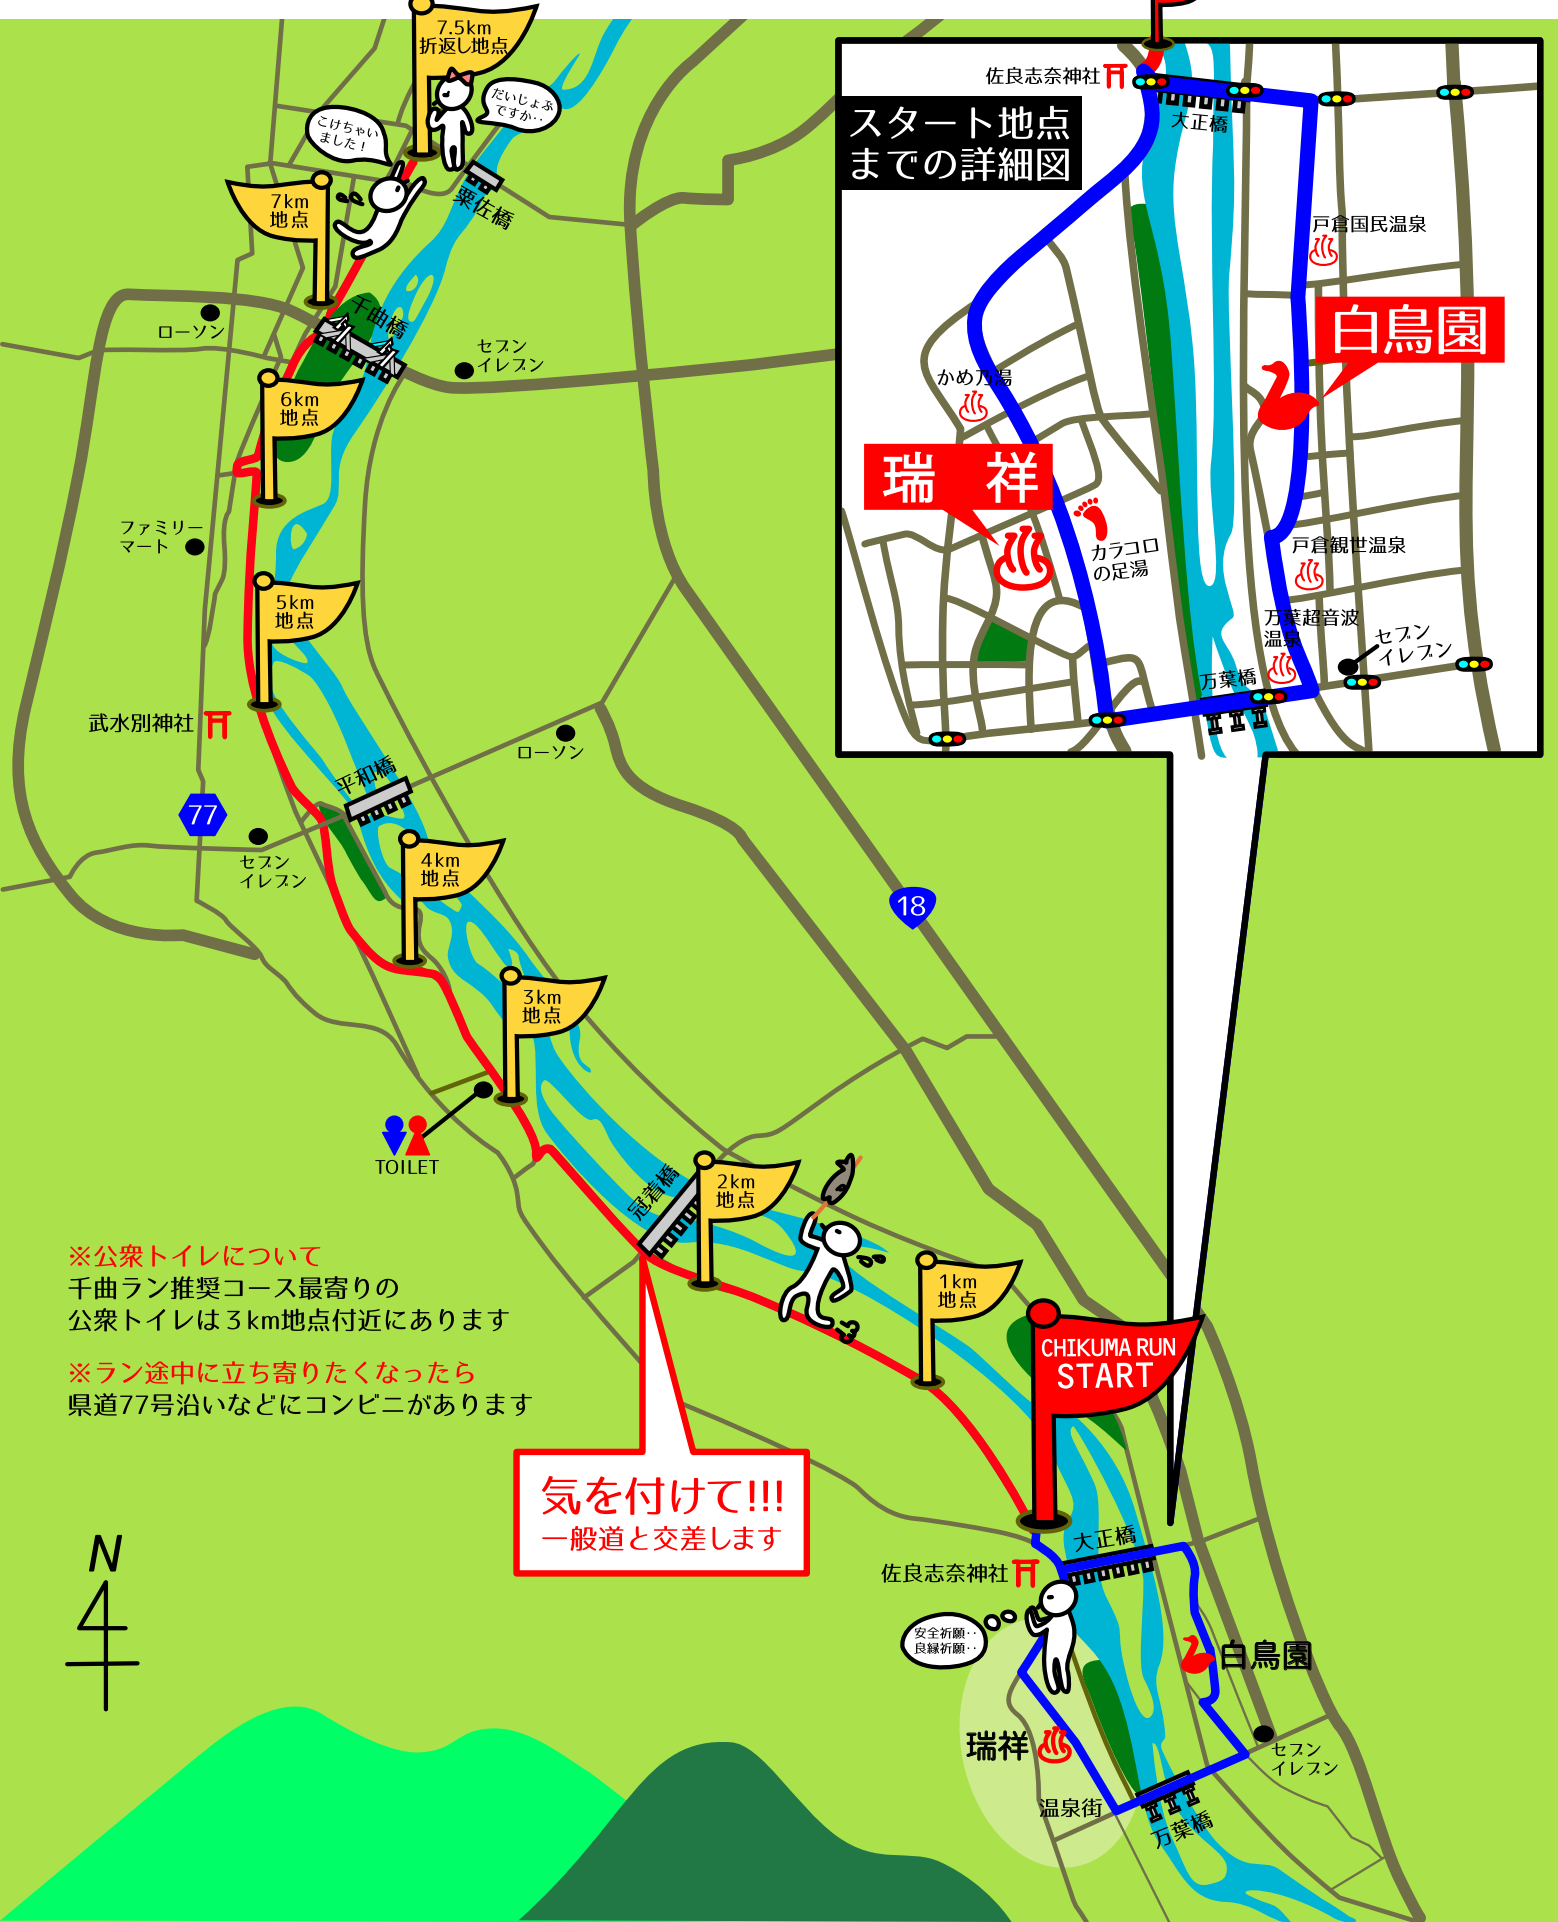 7.5km
折返し地点
だいじょぶ
ですか‥
こけちゃい
ました！
粟佐橋
7km
地点
千曲橋
ローソン
セブン
イレブン
6km
地点
ファミリー
マート
5km
地点
武水別神社
平和橋
ローソン
77
セブン
イレブン
4km
地点
18
3km
地点
TOILET
冠着橋
2km
地点
1km
地点
CHIKUMA RUN
START
※公衆トイレについて
千曲ラン推奨コース最寄りの
公衆トイレは３km地点付近にあります
※ラン途中に立ち寄りたくなったら
県道77号沿いなどにコンビニがあります
気を付けて!!!
一般道と交差します
N
大正橋
佐良志奈神社
安全祈願‥
良縁祈願‥
白鳥園
瑞祥
セブン
イレブン
温泉街
万葉橋
スタート地点
までの詳細図
佐良志奈神社
大正橋
戸倉国民温泉
白鳥園
かめ乃湯
瑞　祥
カラコロ
の足湯
戸倉観世温泉
万葉超音波
温泉
セブン
イレブン
万葉橋